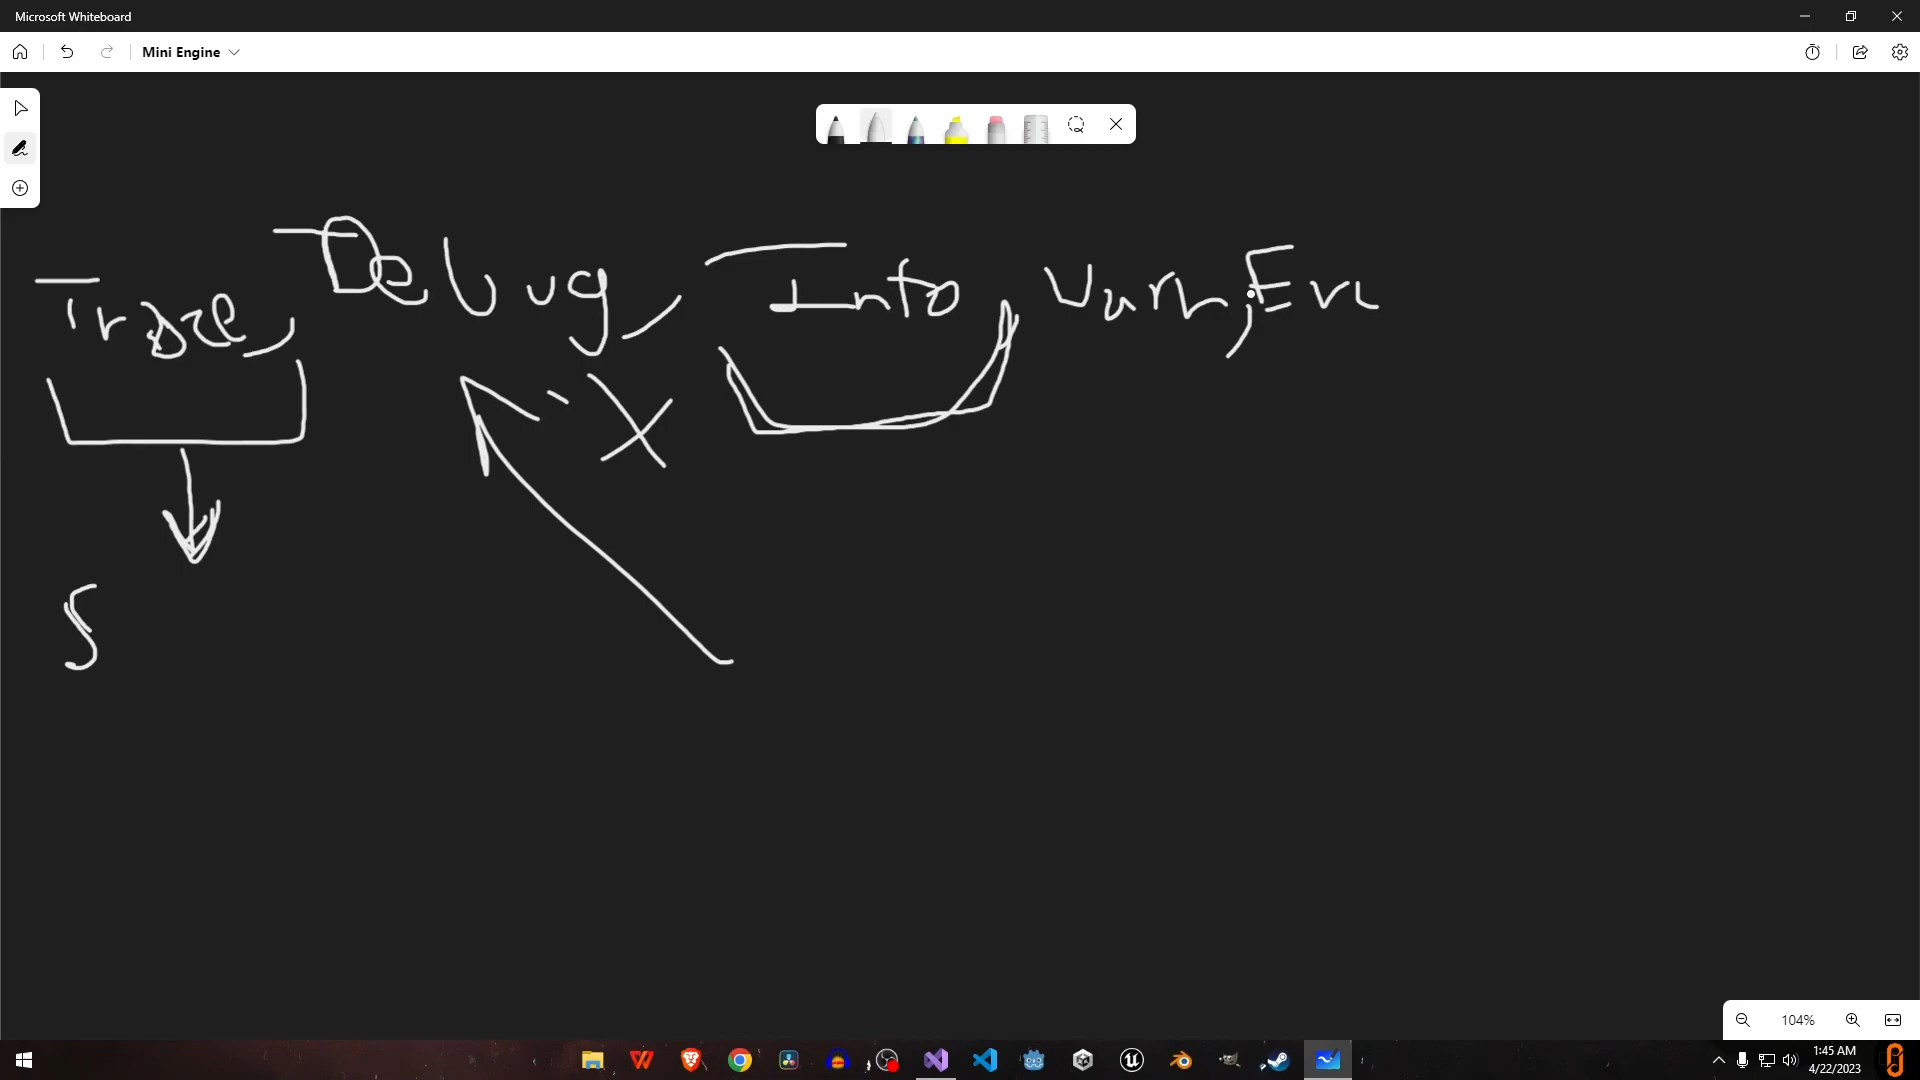 Microsoft Whiteboard
Mini Engine
Trace, Debug, Info, Warn, Err
X
S
104%
1:45 AM
4/22/2023